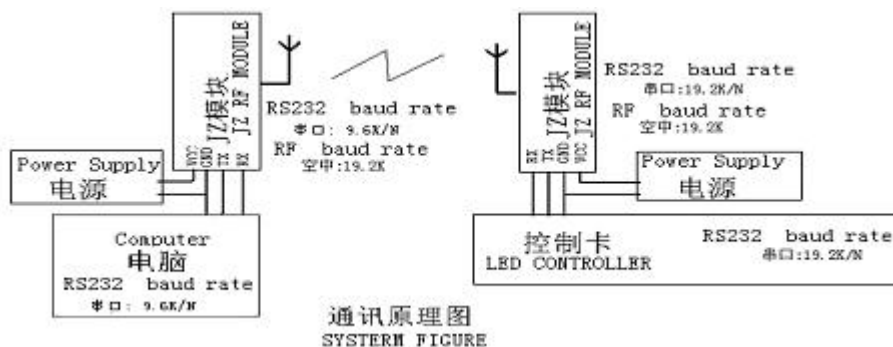 JZ模块
JZ RF MODULE
VCC
GND
TX
RX
RS232 baud rate
串口: 9.6K/N
RF baud rate
空中:19.2K
Power Supply
电源
Computer
电脑
RS232 baud rate
串口: 9.6K/N
JZ模块
JZ RF MODULE
RX
TX
GND
VCC
RS232 baud rate
串口:19.2K/N
RF baud rate
空中:19.2K
Power Supply
电源
控制卡
LED CONTROLLER
RS232 baud rate
串口:19.2K/N
通讯原理图
SYSTERM FIGURE